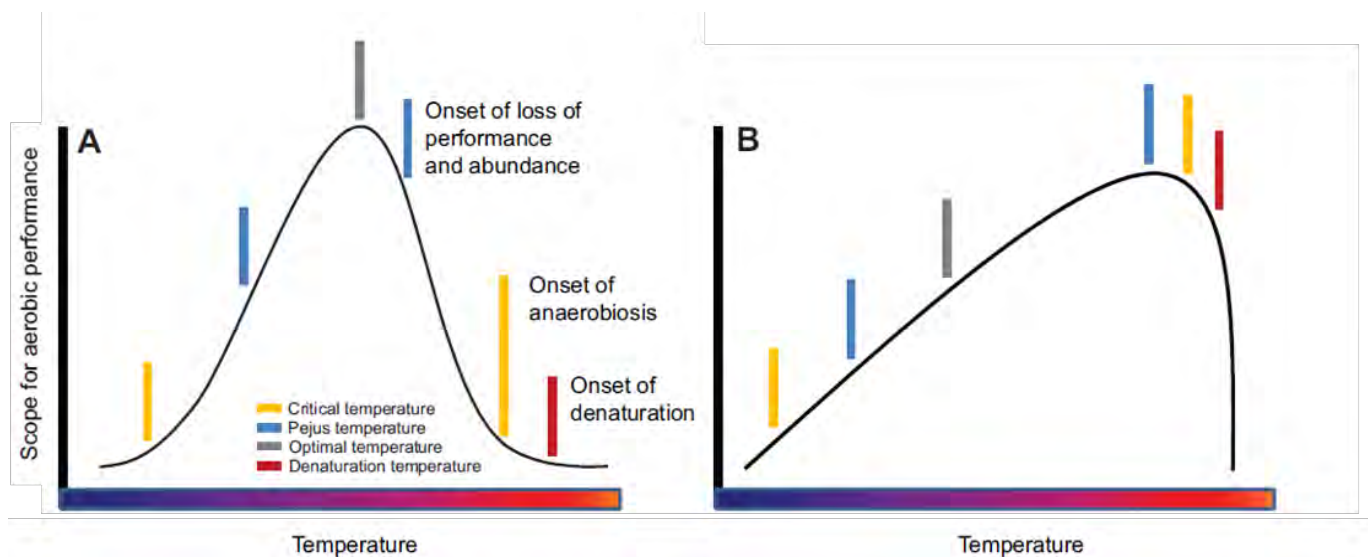 A
B
Onset of loss of
performance
and abundance
Onset of
anaerobiosis
Onset of
denaturation
Critical temperature
Pejus temperature
Optimal temperature
Denaturation temperature
Scope for aerobic performance
Temperature
Temperature